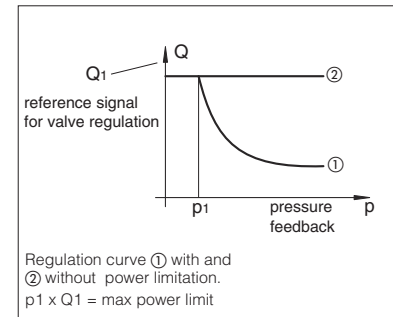 Q
Q1
②
reference signal
for valve regulation
①
p1
pressure
feedback
p
Regulation curve ① with and
② without power limitation.
p1 x Q1 = max power limit